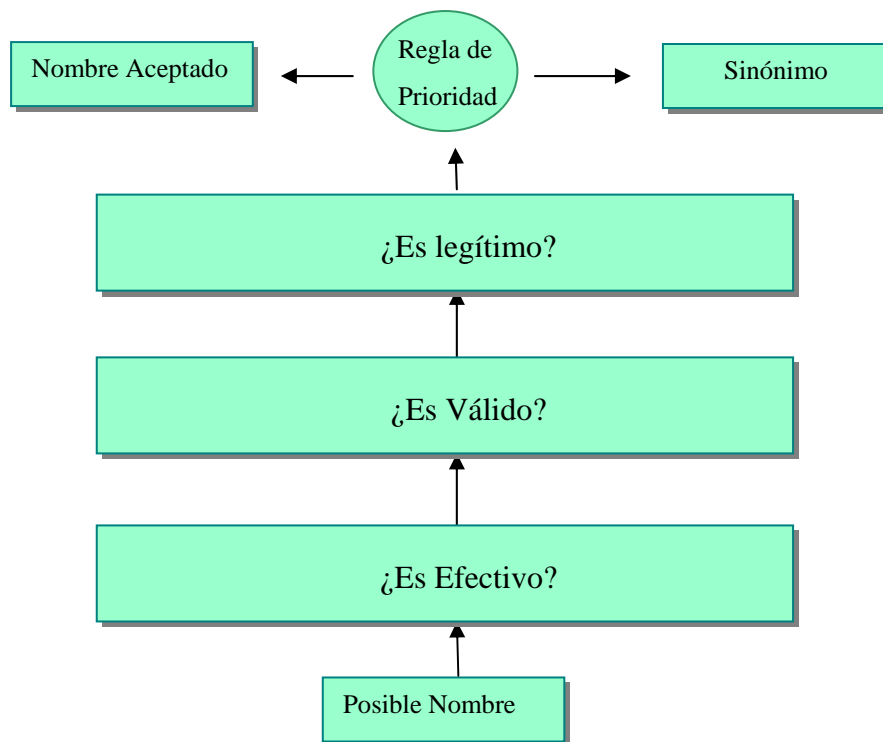 Nombre Aceptado
Regla de
Prioridad
Sinónimo
¿Es legítimo?
¿Es Válido?
¿Es Efectivo?
Posible Nombre